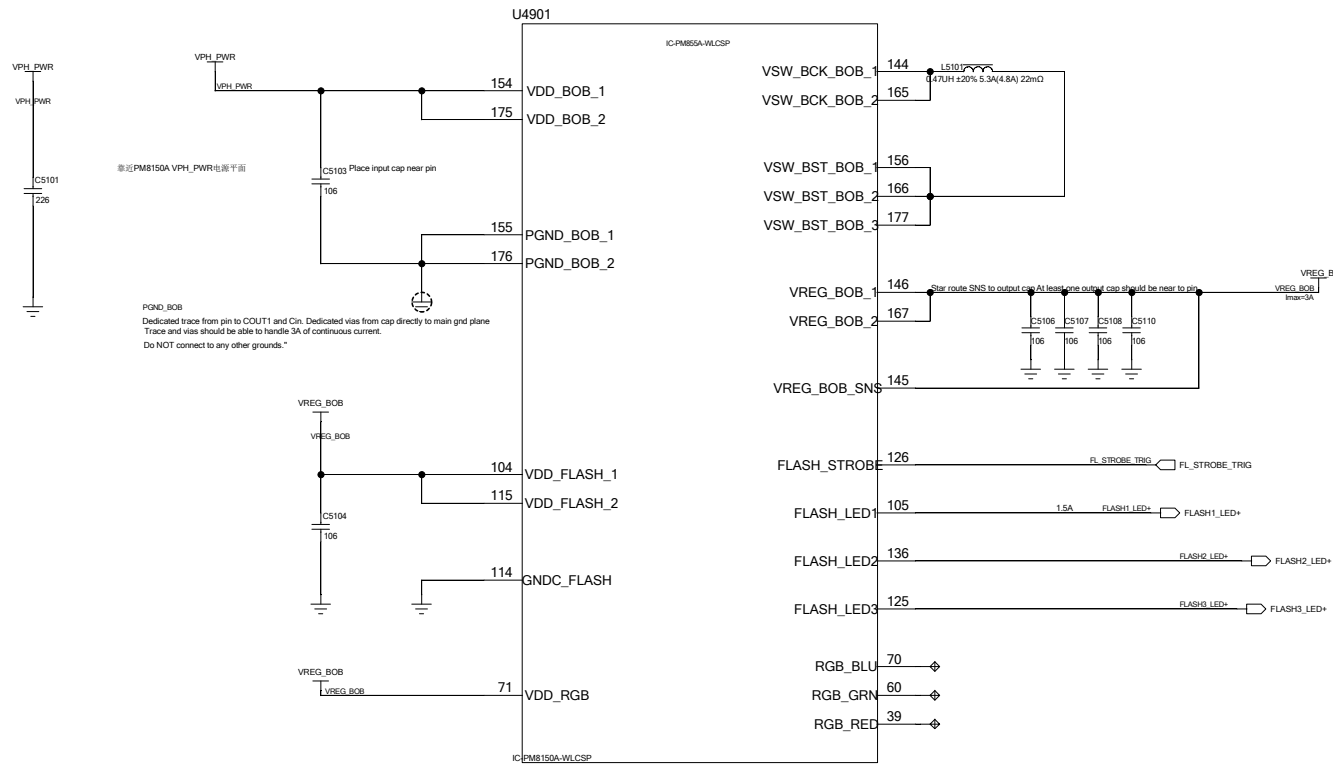 U4901
IC-PM855A-WLCSP
VPH_PWR
VPH_PWR
C5101
226
靠近PM8150A VPH_PWR电源平面
VPH_PWR
VPH_PWR
C5103
106
Place input cap near pin
154
VDD_BOB_1
175
VDD_BOB_2
155
PGND_BOB_1
176
PGND_BOB_2
PGND_BOB
Dedicated trace from pin to COUT1 and Cin. Dedicated vias from cap directly to main gnd plane
Trace and vias should be able to handle 3A of continuous current.
Do NOT connect to any other grounds."
VREG_BOB
VREG_BOB
C5104
106
104
VDD_FLASH_1
115
VDD_FLASH_2
114
GNDC_FLASH
VREG_BOB
VREG_BOB
71
VDD_RGB
IC-PM8150A-WLCSP
VSW_BCK_BOB_1
144
VSW_BCK_BOB_2
165
L5101
0.47UH ±20% 5.3A(4.8A) 22mΩ
VSW_BST_BOB_1
156
VSW_BST_BOB_2
166
VSW_BST_BOB_3
177
VREG_BOB_1
146
VREG_BOB_2
167
Star route SNS to output cap At least one output cap should be near to pin
VREG_B
VREG_BOB
Imax=3A
C5106
106
C5107
106
C5108
106
C5110
106
VREG_BOB_SNS
145
FLASH_STROBE
126
FL_STROBE_TRIG
FL_STROBE_TRIG
FLASH_LED1
105
1.5A
FLASH1_LED+
FLASH1_LED+
FLASH_LED2
136
FLASH2_LED+
FLASH2_LED+
FLASH_LED3
125
FLASH3_LED+
FLASH3_LED+
RGB_BLU
70
RGB_GRN
60
RGB_RED
39